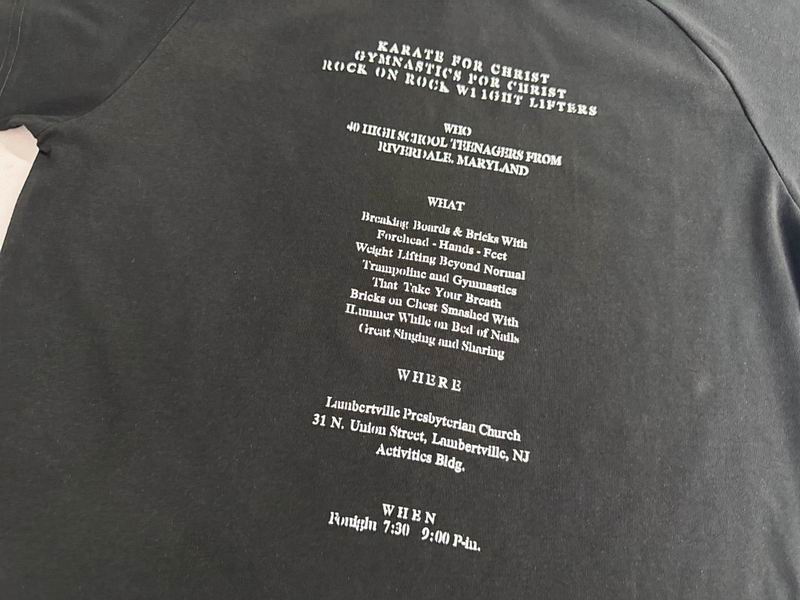 KARATE FOR CHRIST
GYMNASTICS FOR CHRIST
ROCK ON ROCK WEIGHT LIFTERS
WHO
40 HIGH SCHOOL TEENAGERS FROM
RIVERDALE, MARYLAND
WHAT
Breaking Boards & Bricks With
Forehead - Hands - Feet
Weight Lifting Beyond Normal
Trampoline and Gymnastics
That Take Your Breath
Bricks on Chest Smashed With
Hammer While on Bed of Nails
Great Singing and Sharing
WHERE
Lambertville Presbyterian Church
31 N. Union Street, Lambertville, NJ
Activities Bldg.
WHEN
Tonight 7:30 9:00 P.m.